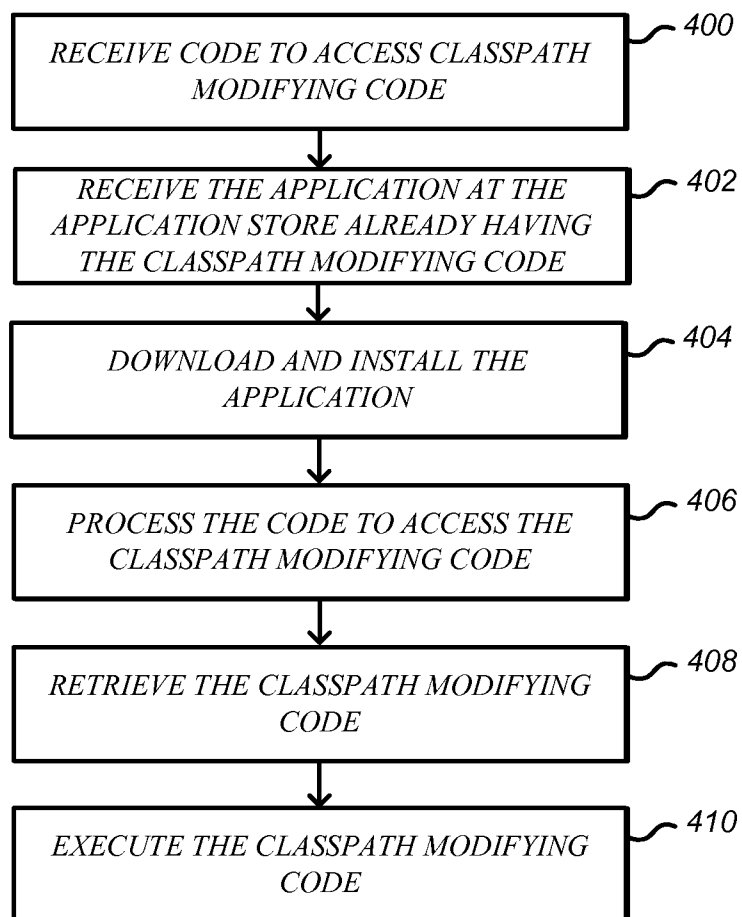 400
RECEIVE CODE TO ACCESS CLASSPATH
MODIFYING CODE
402
RECEIVE THE APPLICATION AT THE
APPLICATION STORE ALREADY HAVING
THE CLASSPATH MODIFYING CODE
404
DOWNLOAD AND INSTALL THE
APPLICATION
406
PROCESS THE CODE TO ACCESS THE
CLASSPATH MODIFYING CODE
408
RETRIEVE THE CLASSPATH MODIFYING
CODE
410
EXECUTE THE CLASSPATH MODIFYING
CODE